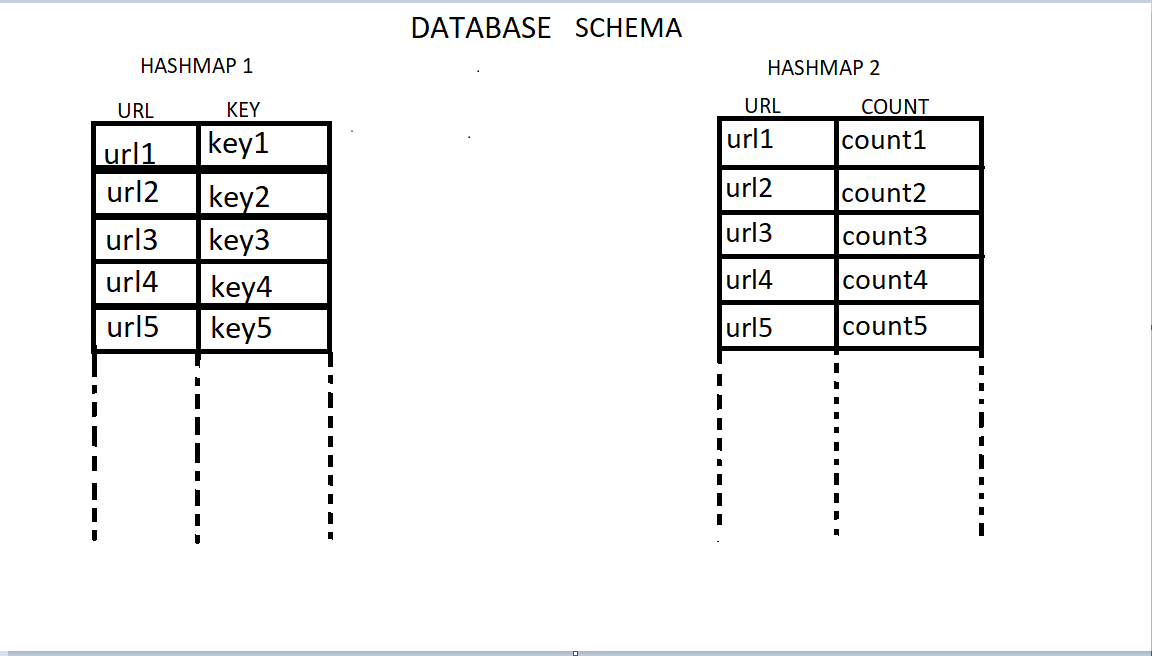 DATABASE SCHEMA
HASHMAP 1
URL KEY
url1 key1
url2 key2
url3 key3
url4 key4
url5 key5
HASHMAP 2
URL COUNT
url1 count1
url2 count2
url3 count3
url4 count4
url5 count5